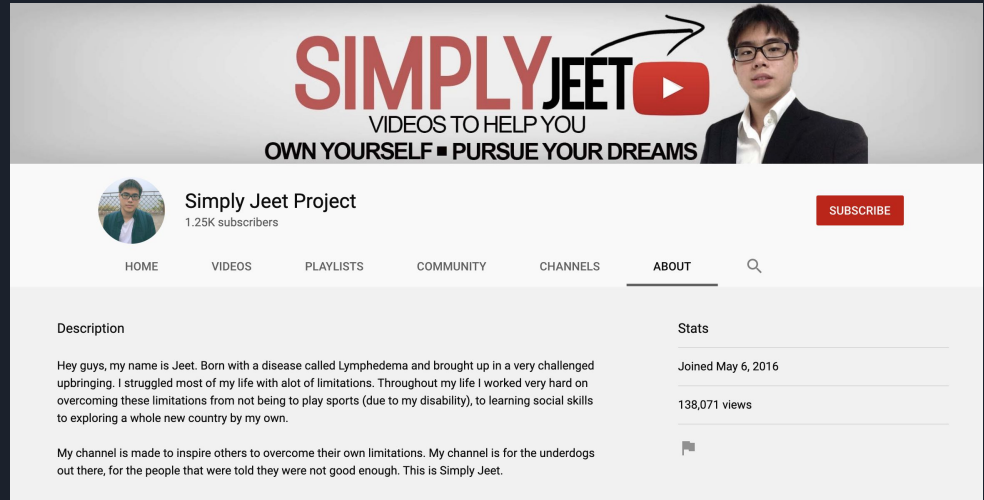 SIMPLYJEET
VIDEOS TO HELP YOU
OWN YOURSELF ▪ PURSUE YOUR DREAMS
Simply Jeet Project
1.25K subscribers
SUBSCRIBE
HOME VIDEOS PLAYLISTS COMMUNITY CHANNELS ABOUT
Description
Hey guys, my name is Jeet. Born with a disease called Lymphedema and brought up in a very challenged
upbringing. I struggled most of my life with alot of limitations. Throughout my life I worked very hard on
overcoming these limitations from not being to play sports (due to my disability), to learning social skills
to exploring a whole new country by my own.
My channel is made to inspire others to overcome their own limitations. My channel is for the underdogs
out there, for the people that were told they were not good enough. This is Simply Jeet.
Stats
Joined May 6, 2016
138,071 views